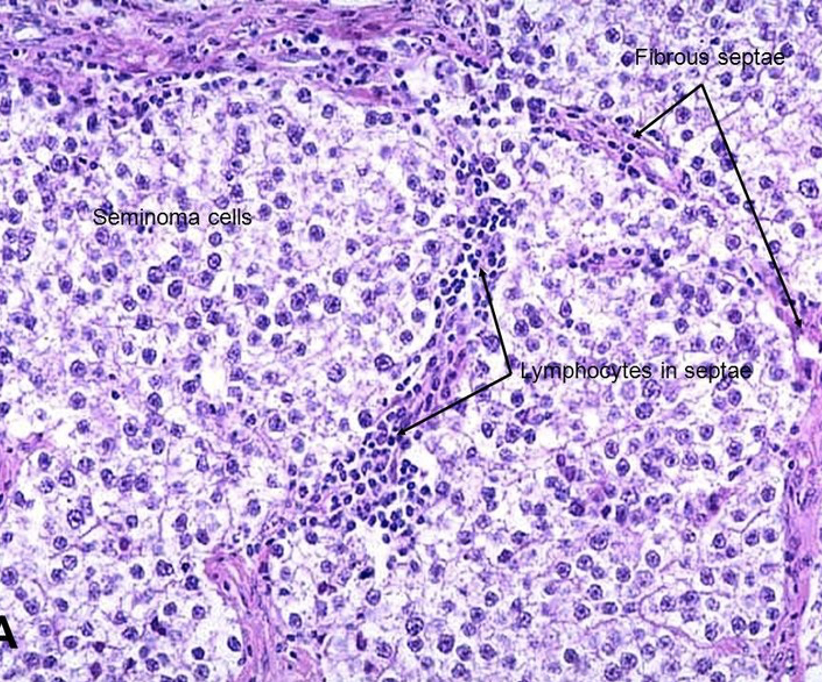 Fibrous septae
Seminoma cells
Lymphocytes in septae
A